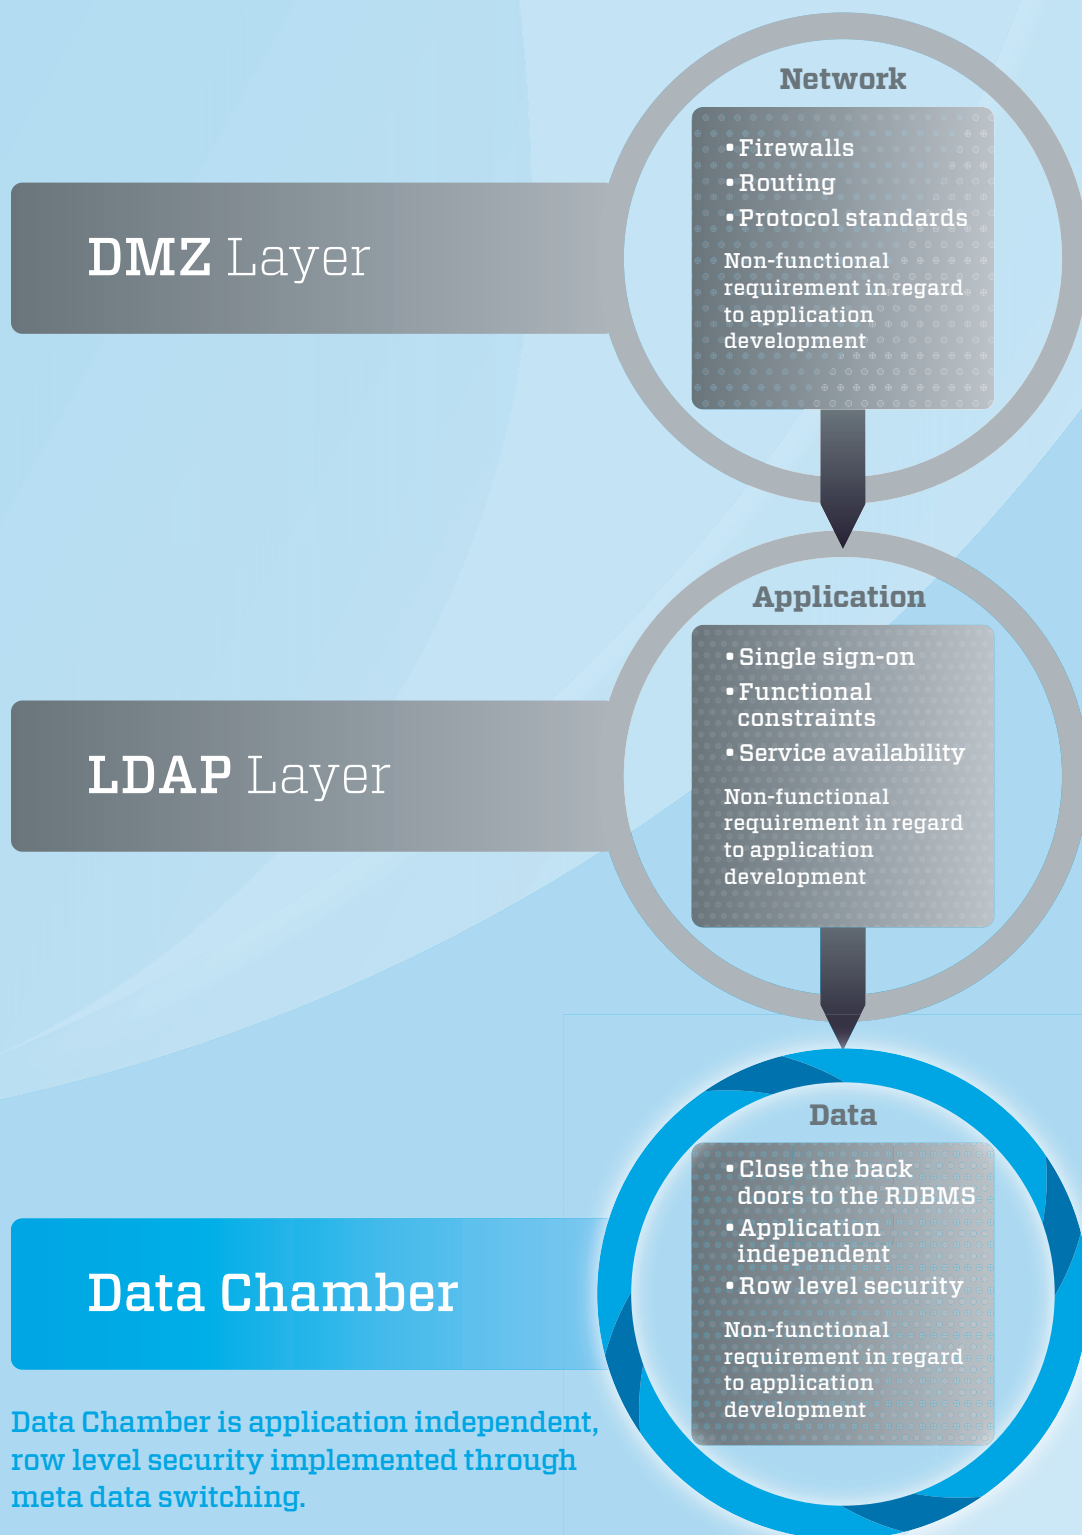 Network
• Firewalls
• Routing
• Protocol standards
Non-functional
requirement in regard
to application
development
DMZ Layer
Application
• Single sign-on
• Functional
constraints
• Service availability
Non-functional
requirement in regard
to application
development
LDAP Layer
Data
• Close the back
doors to the RDBMS
• Application
independent
• Row level security
Non-functional
requirement in regard
to application
development
Data Chamber
Data Chamber is application independent,
row level security implemented through
meta data switching.